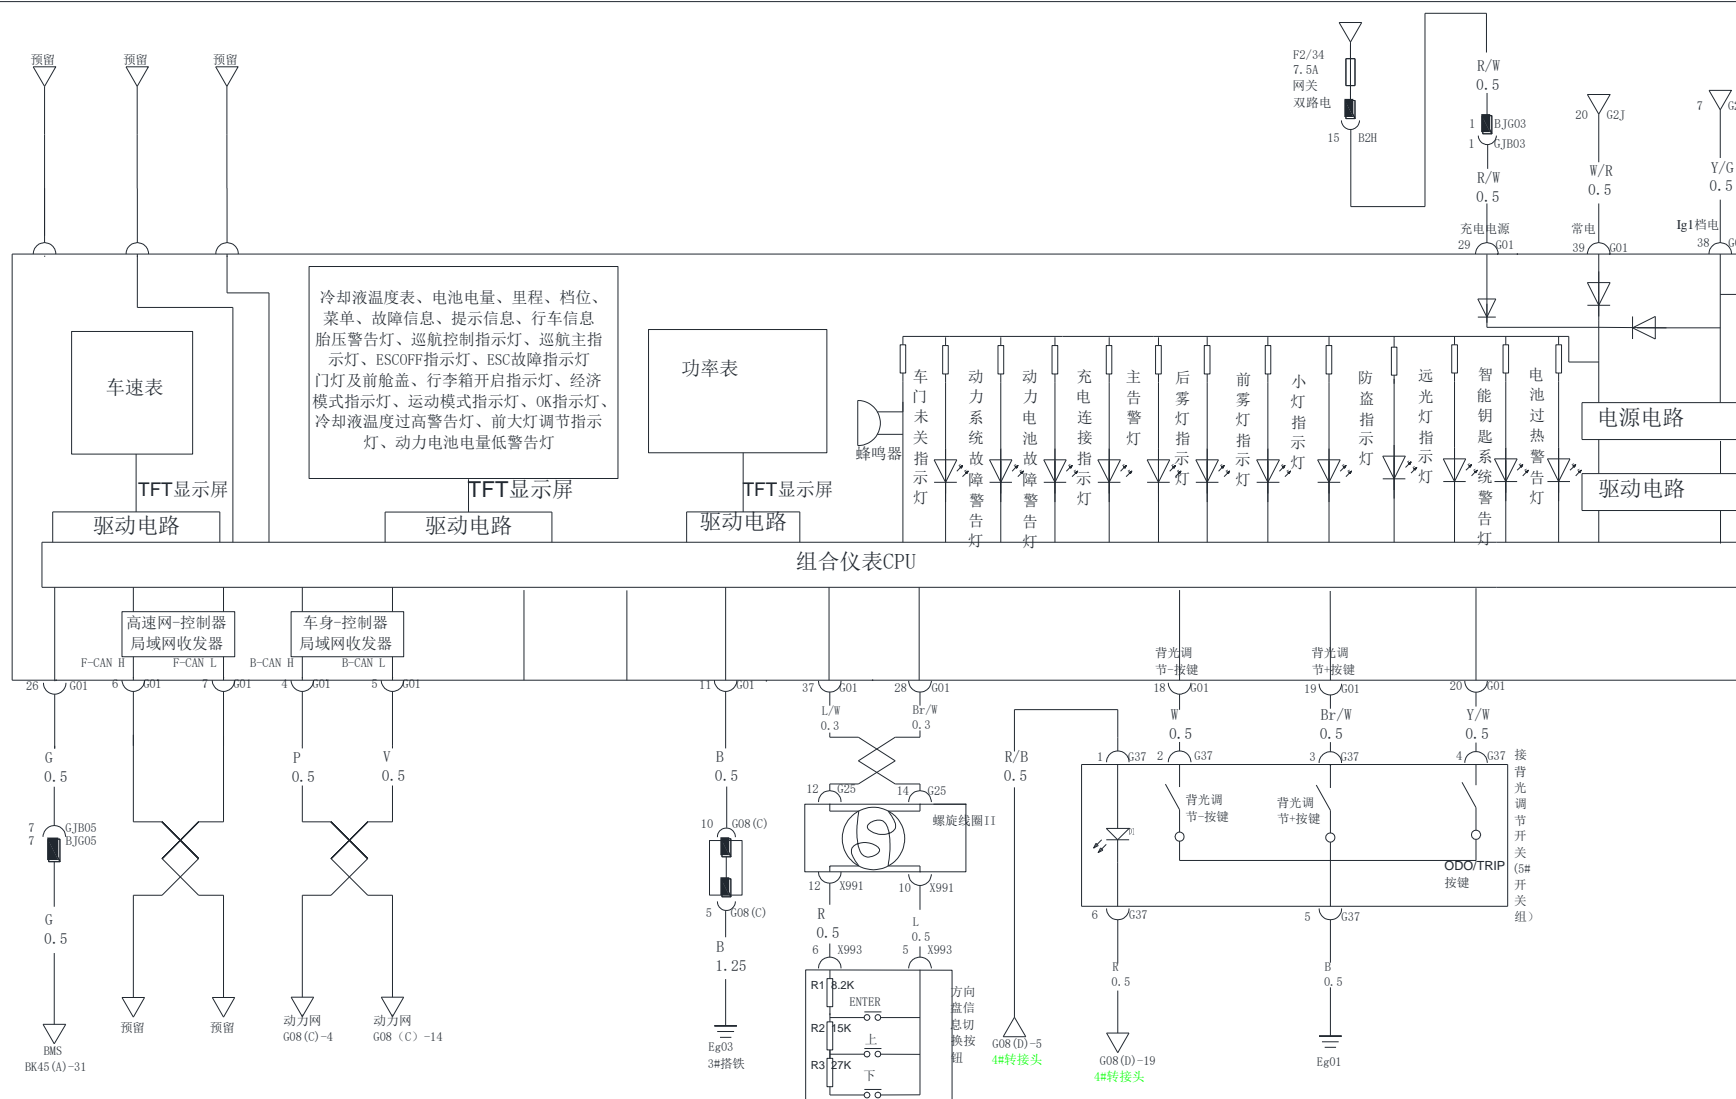 预留
预留
预留
F2/34
7.5A
网关
双路电
15 B2H
R/W
0.5
1 BJG03
1 GJB03
R/W
0.5
充电电源
29 G01
20 G2J
W/R
0.5
常电
39 G01
7
Y/G
0.5
Ig1档电
38
车速表
冷却液温度表、电池电量、里程、档位、
菜单、故障信息、提示信息、行车信息
胎压警告灯、巡航控制指示灯、巡航主指
示灯、ESCOFF指示灯、ESC故障指示灯
门灯及前舱盖、行李箱开启指示灯、经济
模式指示灯、运动模式指示灯、OK指示灯、
冷却液温度过高警告灯、前大灯调节指示
灯、动力电池电量低警告灯
功率表
蜂鸣器
车门未关指示灯
动力系统故障警告灯
动力电池故障警告灯
充电连接指示灯
主告警灯
后雾灯指示灯
前雾灯指示灯
小灯指示灯
防盗指示灯
远光灯指示灯
智能钥匙系统警告灯
电池过热警告灯
电源电路
驱动电路
TFT显示屏
TFT显示屏
TFT显示屏
驱动电路
驱动电路
驱动电路
组合仪表CPU
高速网-控制器
局域网收发器
车身-控制器
局域网收发器
F-CAN H
F-CAN L
B-CAN H
B-CAN L
背光调
节-按键
背光调
节+按键
26 G01
6 G01
7 G01
4 G01
5 G01
11 G01
37 G01
28 G01
18 G01
19 G01
20 G01
G
0.5
7 GJB05
7 BJG05
G
0.5
BMS
BK45(A)-31
预留
预留
P
0.5
V
0.5
动力网
G08(C)-4
动力网
G08（C）-14
B
0.5
10 G08(C)
5 G08(C)
B
1.25
Eg03
3#搭铁
L/W
0.3
Br/W
0.3
12 G25
14 G25
螺旋线圈II
12 X991
10 X991
R
0.5
L
0.5
6 X993
5 X993
R1 8.2K
ENTER
R2 15K
上
R3 27K
下
方向
盘信
息切
换按
钮
R/B
0.5
G08(D)-5
4#转接头
W
0.5
Br/W
0.5
Y/W
0.5
1 G37
2 G37
3 G37
4 G37
背光调
节-按键
背光调
节+按键
ODO/TRIP
按键
接
背
光
调
节
开
关
(5#
开
关
组）
6 G37
5 G37
R
0.5
G08(D)-19
4#转接头
B
0.5
Eg01